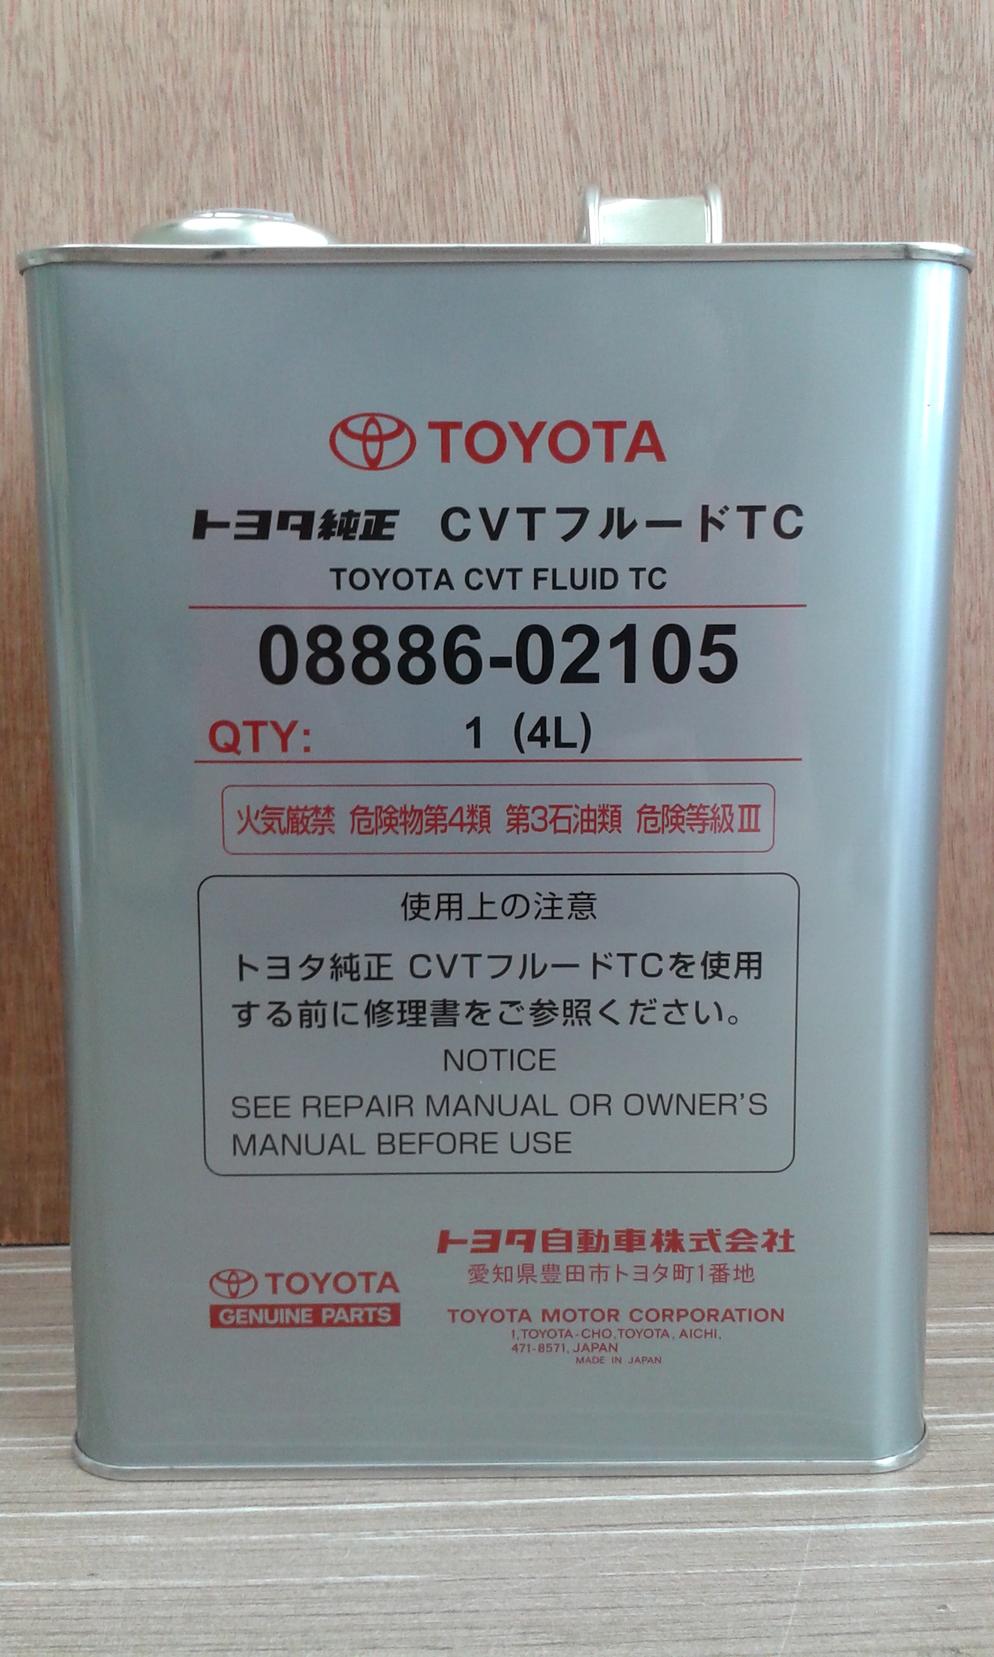 TOYOTA
トヨタ純正 CVTフルードTC
TOYOTA CVT FLUID TC
08886-02105
QTY: 1 (4L)
火気厳禁 危険物第4類 第3石油類 危険等級Ⅲ
使用上の注意
トヨタ純正 CVTフルードTCを使用
する前に修理書をご参照ください。
NOTICE
SEE REPAIR MANUAL OR OWNER'S
MANUAL BEFORE USE
TOYOTA
GENUINE PARTS
トヨタ自動車株式会社
愛知県豊田市トヨタ町1番地
TOYOTA MOTOR CORPORATION
1,TOYOTA-CHO,TOYOTA, AICHI,
471-8571, JAPAN
MADE IN JAPAN